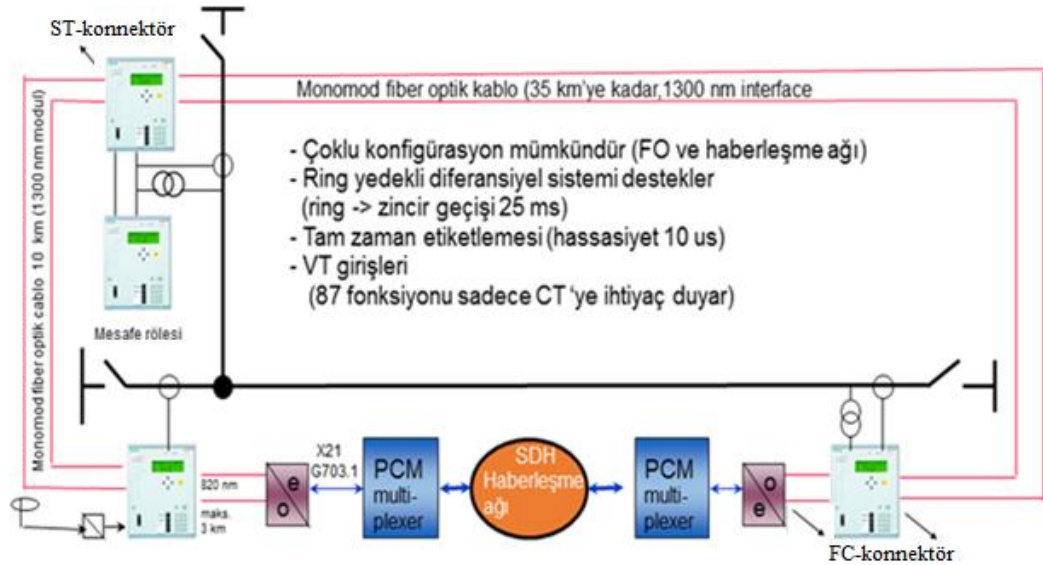 ST-konnektör
Monomod fiber optik kablo (35 km'ye kadar,1300 nm interface
- Çoklu konfigürasyon mümkündür (FO ve haberleşme ağı)
- Ring yedekli diferansiyel sistemi destekler
(ring -> zincir geçişi 25 ms)
- Tam zaman etiketlemesi (hassasiyet 10 us)
- VT girişleri
(87 fonksiyonu sadece CT 'ye ihtiyaç duyar)
Monomod fiber optik cablo 10 km (1300 nm modul)
Mesafe rölesi
820 nm
maks.
3 km
e
o
X21
G703.1
PCM
multi-
plexer
SDH
Haberleşme
ağı
PCM
multi-
plexer
o
e
FC-konnektör